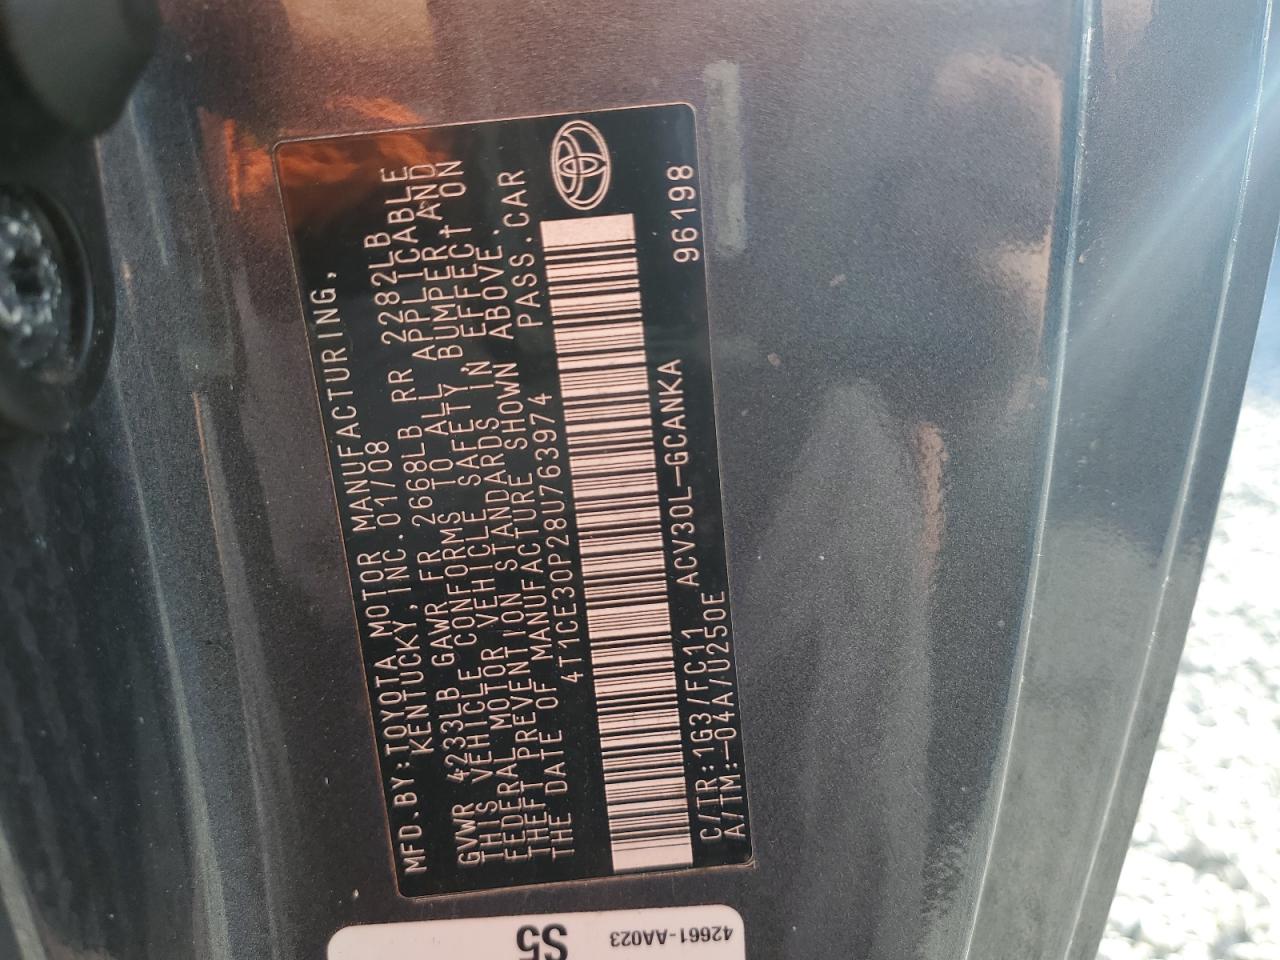 MFD.BY:TOYOTA MOTOR MANUFACTURING,
KENTUCKY, INC. 01/08
GVWR 4233LB GAWR FR 2668LB RR 2282LB
THIS VEHICLE CONFORMS TO ALL APPLICABLE
FEDERAL MOTOR VEHICLE SAFETY, BUMPER, AND
THEFT PREVENTION STANDARDS IN EFFECT ON
THE DATE OF MANUFACTURE SHOWN ABOVE.
4T1CE30P28U763974 PASS.CAR
ACV30L-GCANKA 96198
C/TR:1G3/FC11
A/TM:-04A/U250E
S5
42661-AA023